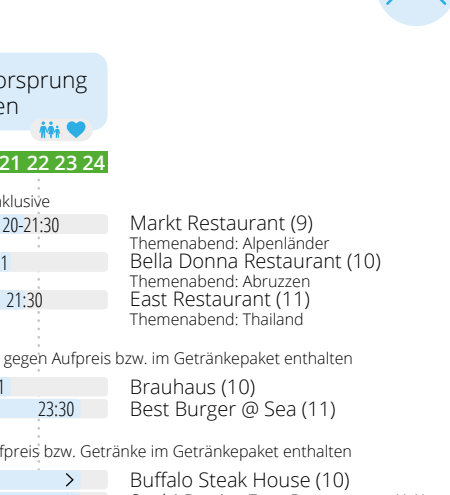 orsprung
en
21 22 23 24
klusive
20-21:30 Markt Restaurant (9)
Themenabend: Alpenländer
1 Bella Donna Restaurant (10)
Themenabend: Abruzzen
21:30 East Restaurant (11)
Themenabend: Thailand
gegen Aufpreis bzw. im Getränkepaket enthalten
1 Brauhaus (10)
23:30 Best Burger @ Sea (11)
fpreis bzw. Getränke im Getränkepaket enthalten
> Buffalo Steak House (10)